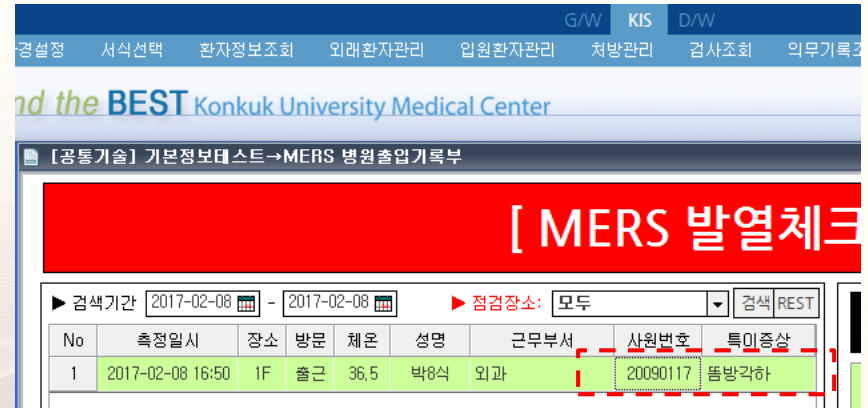 G/W KIS D/W
경설정 서식선택 환자정보조회 외래환자관리 입원환자관리 처방관리 검사조회 의무기록조
nd the BEST Konkuk University Medical Center
[공통기술] 기본정보테스트→MERS 병원출입기록부
[ MERS 발열체크
▶ 검색기간 2017-02-08 - 2017-02-08 ▶ 점검장소: 모두 검색 REST
No 측정일시 장소 방문 체온 성명 근무부서 사원번호 특이증상
1 2017-02-08 16:50 1F 출근 36,5 박8식 외과 20090117 똠방각하